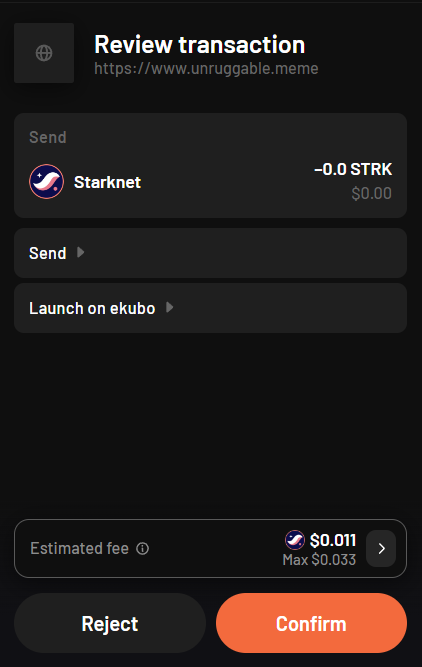 Review transaction
https://www.unruggable.meme
Send
Starknet
–0.0 STRK
$0.00
Send
Launch on ekubo
Estimated fee
$0.011
Max $0.033
Reject
Confirm